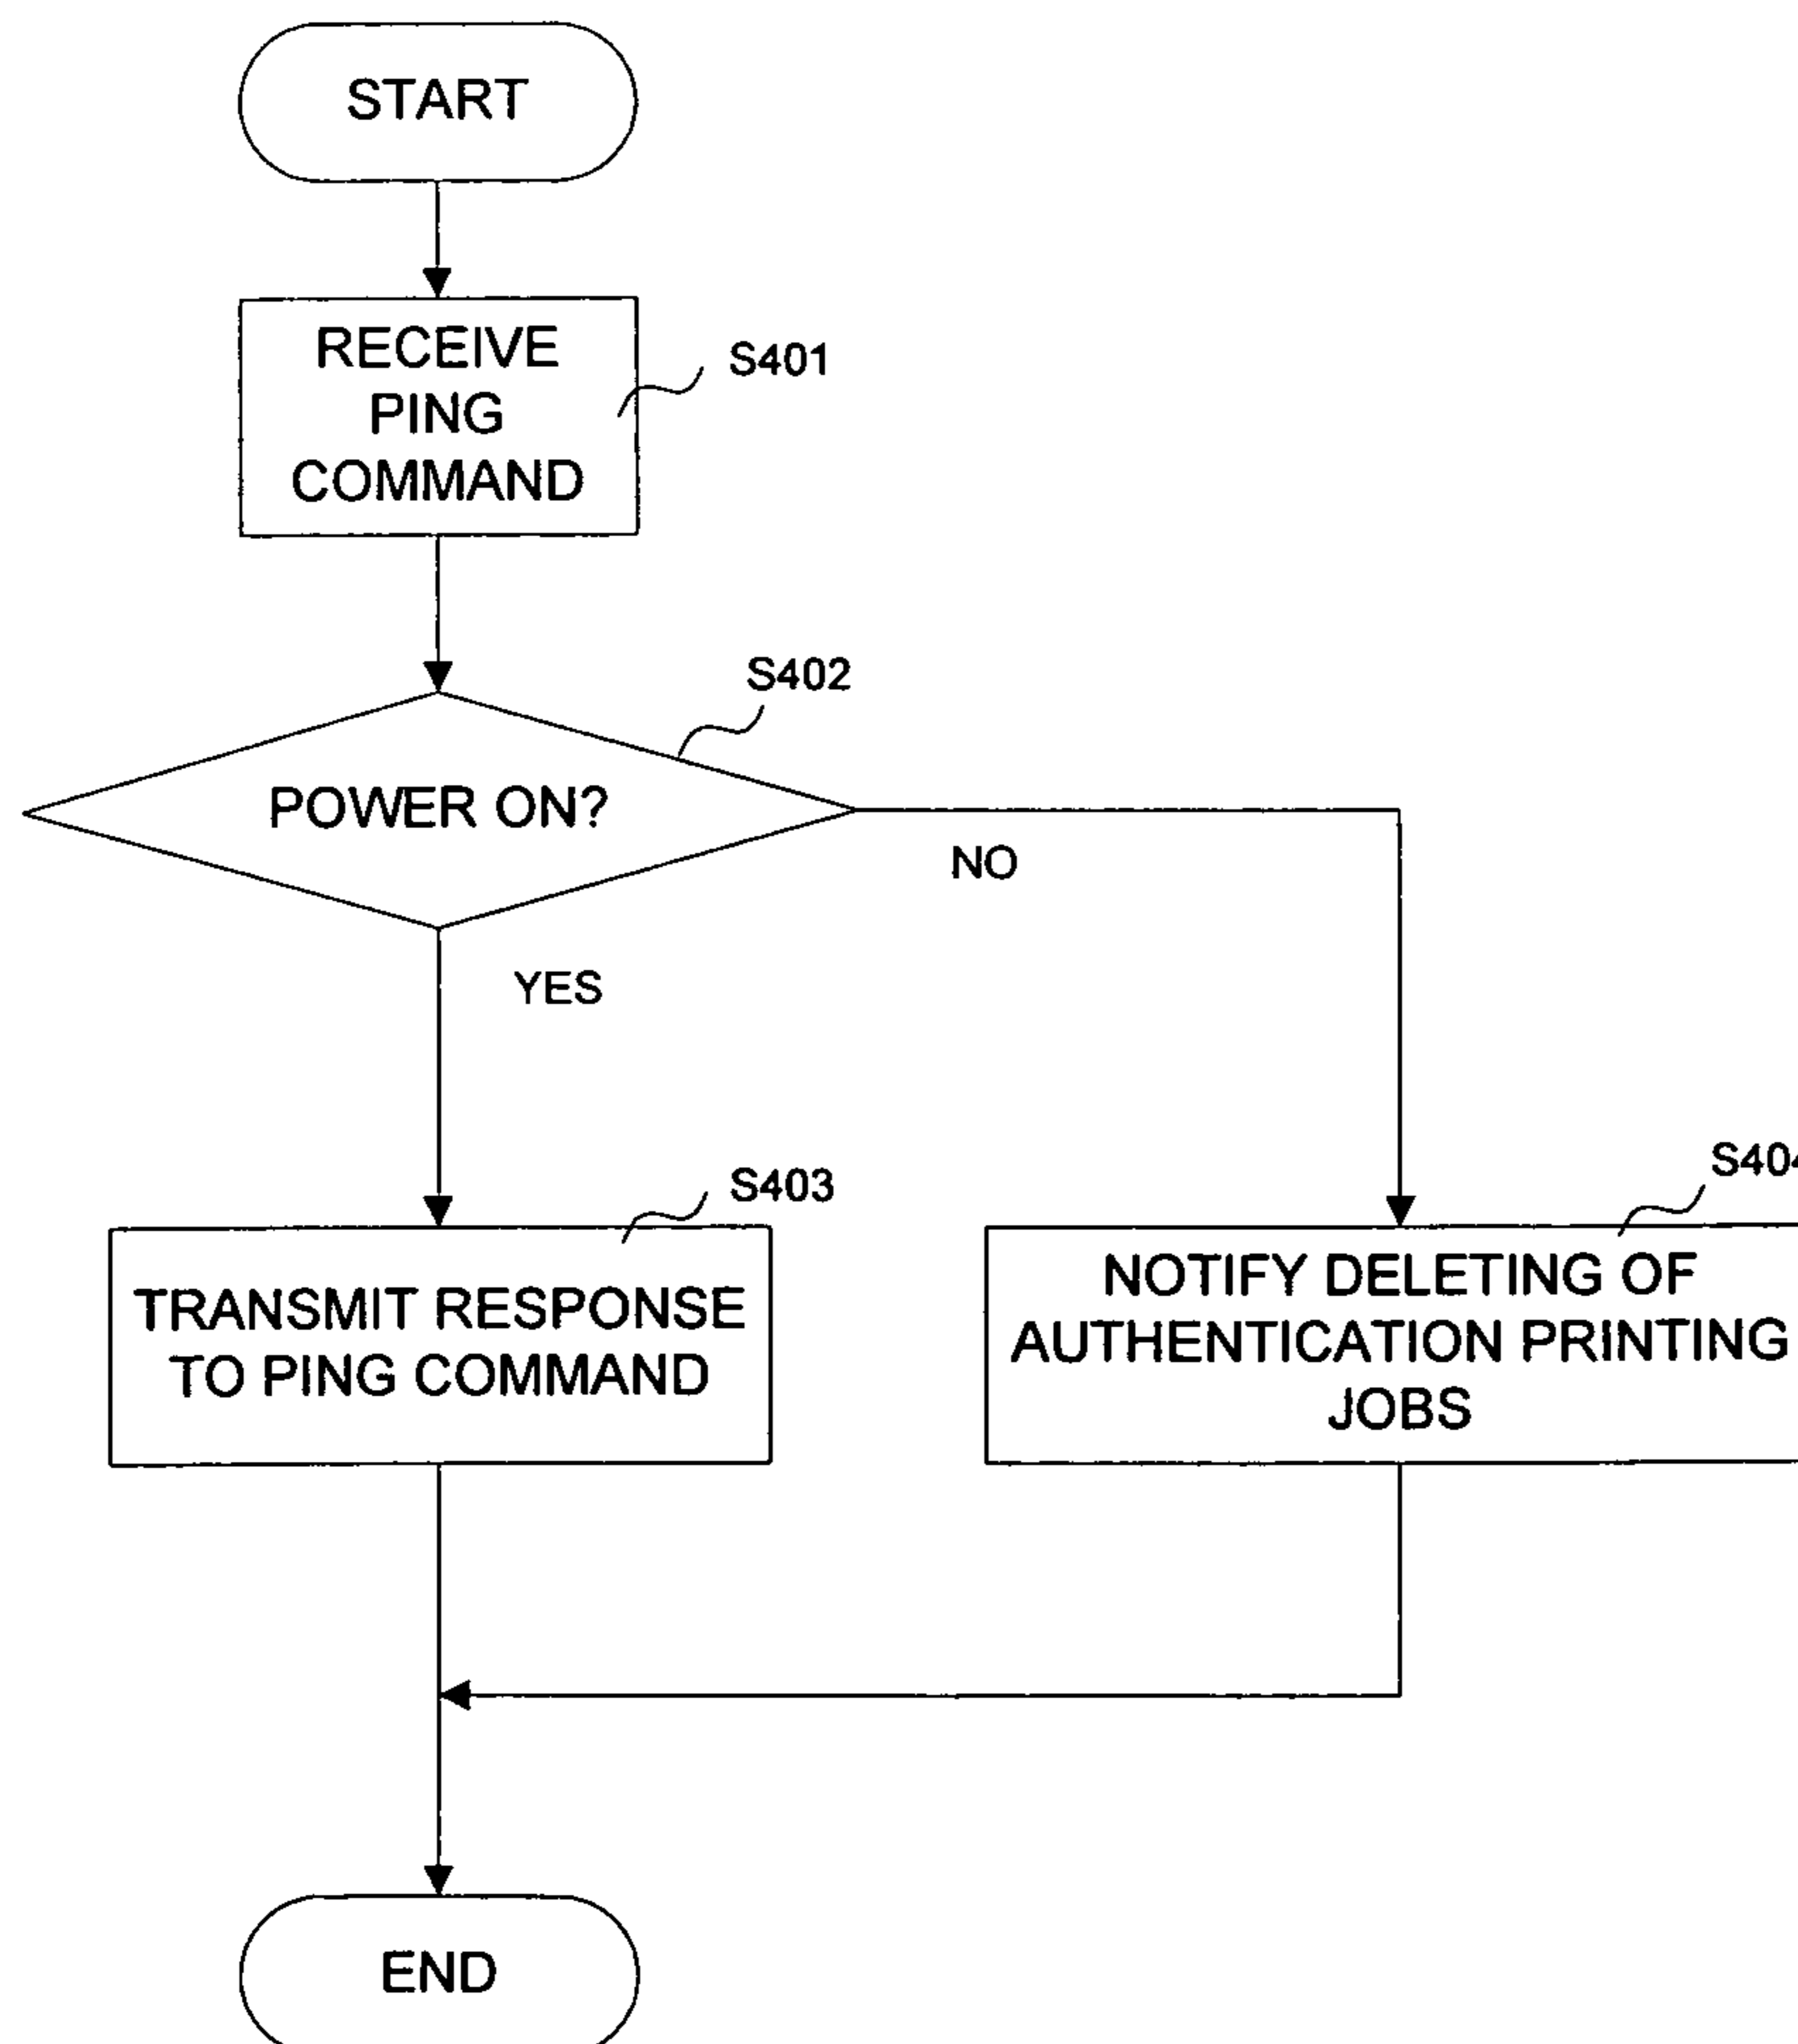 START
RECEIVE
PING
COMMAND
S401
S402
POWER ON?
NO
YES
S403
TRANSMIT RESPONSE
TO PING COMMAND
S404
NOTIFY DELETING OF
AUTHENTICATION PRINTING
JOBS
END